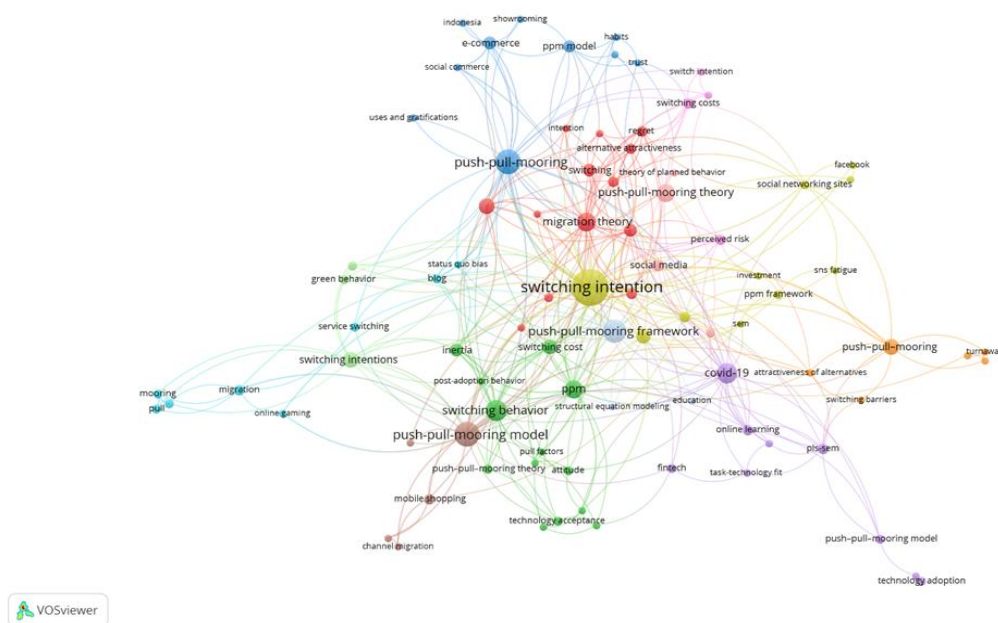 indonesia
showrooming
e-commerce
ppm model
habits
trust
social commerce
switch intention
switching costs
uses and gratifications
intention
regret
alternative attractiveness
push-pull-mooring
switching
theory of planned behavior
facebook
social networking sites
push-pull-mooring theory
migration theory
perceived risk
status quo bias
social media
green behavior
blog
investment
sns fatigue
switching intention
ppm framework
service switching
push-pull-mooring framework
sem
switching cost
inertia
push–pull–mooring
turnawa
switching intentions
covid-19
attractiveness of alternatives
post-adoption behavior
mooring
migration
ppm
pull
education
switching barriers
online gaming
switching behavior
structural equation modeling
push-pull-mooring model
online learning
pls-sem
pull factors
push–pull–mooring theory
attitude
fintech
task-technology fit
mobile shopping
technology acceptance
channel migration
push–pull–mooring model
technology adoption
VOSviewer